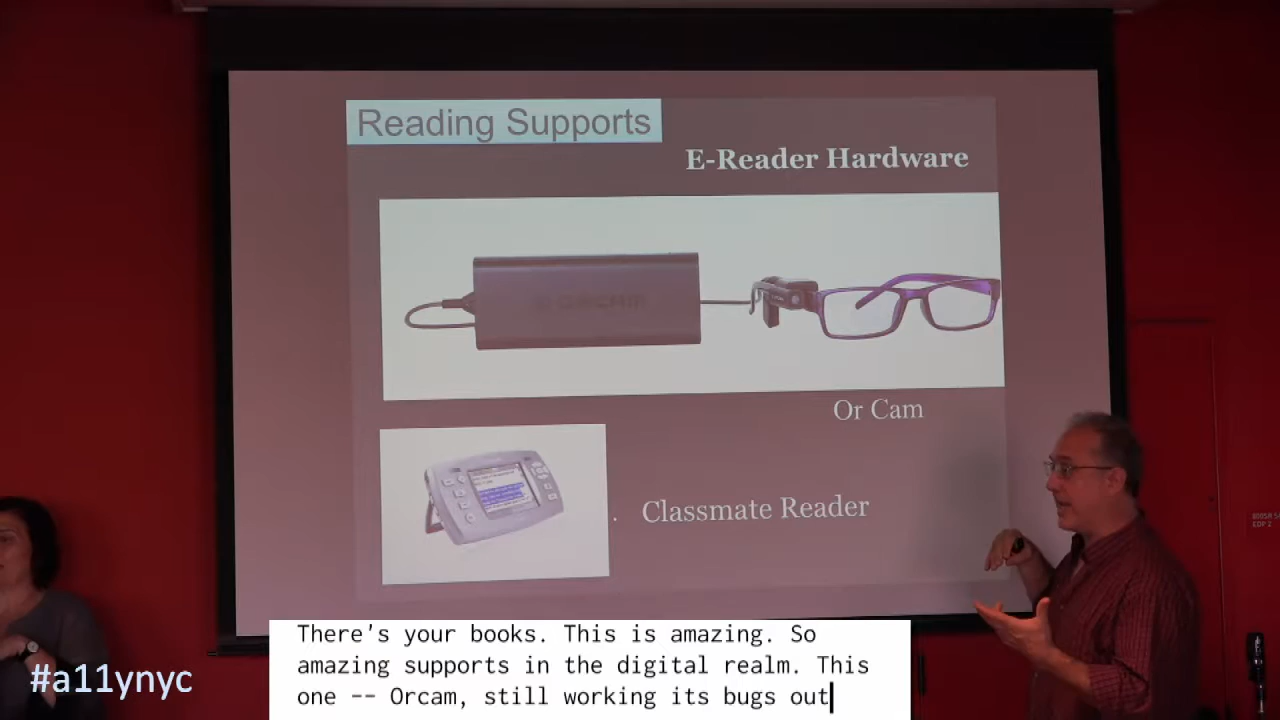 Reading Supports
E-Reader Hardware
Or Cam
. Classmate Reader
There's your books. This is amazing. So
amazing supports in the digital realm. This
one -- Orcam, still working its bugs out
#a11ynyc